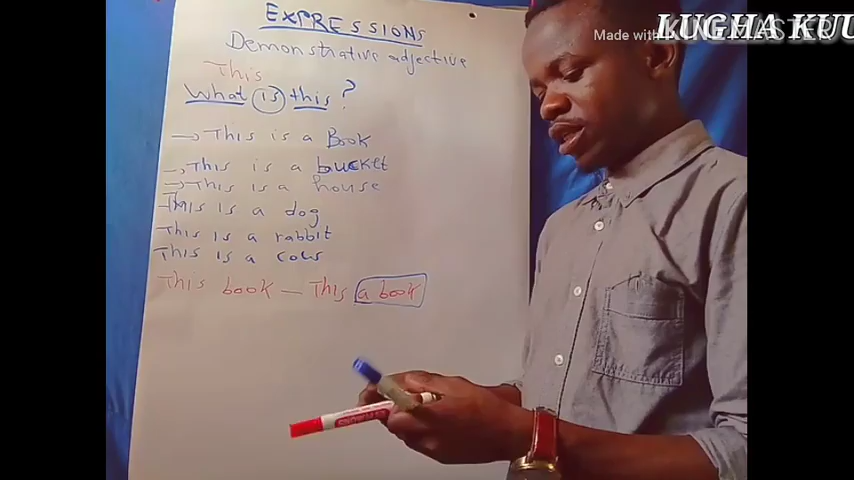 LUGHA KUU
Made with KINEMASTER
EXPRESSIONS
Demonstrative adjective
This
What is this?
→ This is a Book
→ This is a bucket
→ This is a house
This is a dog
This is a rabbit
This is a cow
This book — This a book